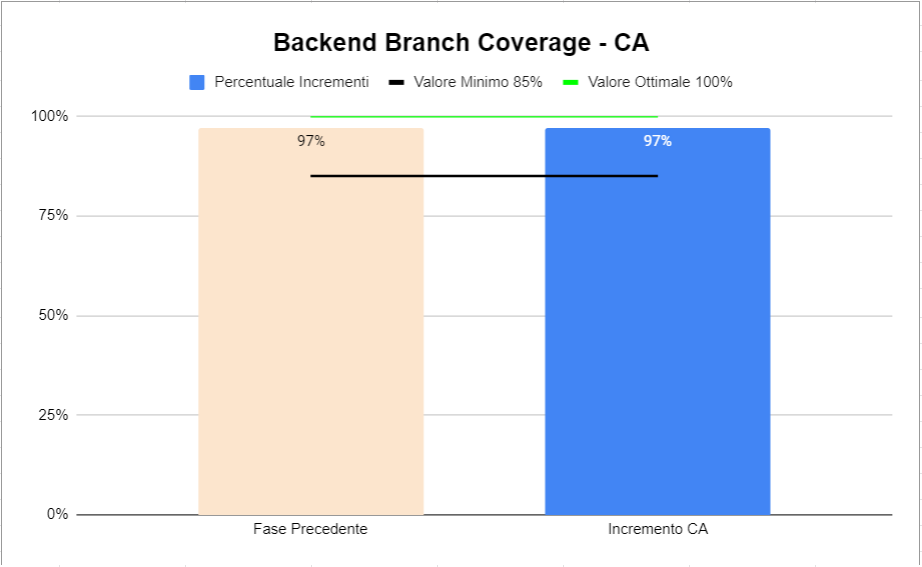 Backend Branch Coverage - CA
Percentuale Incrementi Valore Minimo 85% Valore Ottimale 100%
100%
97% 97%
75%
50%
25%
0%
Fase Precedente Incremento CA